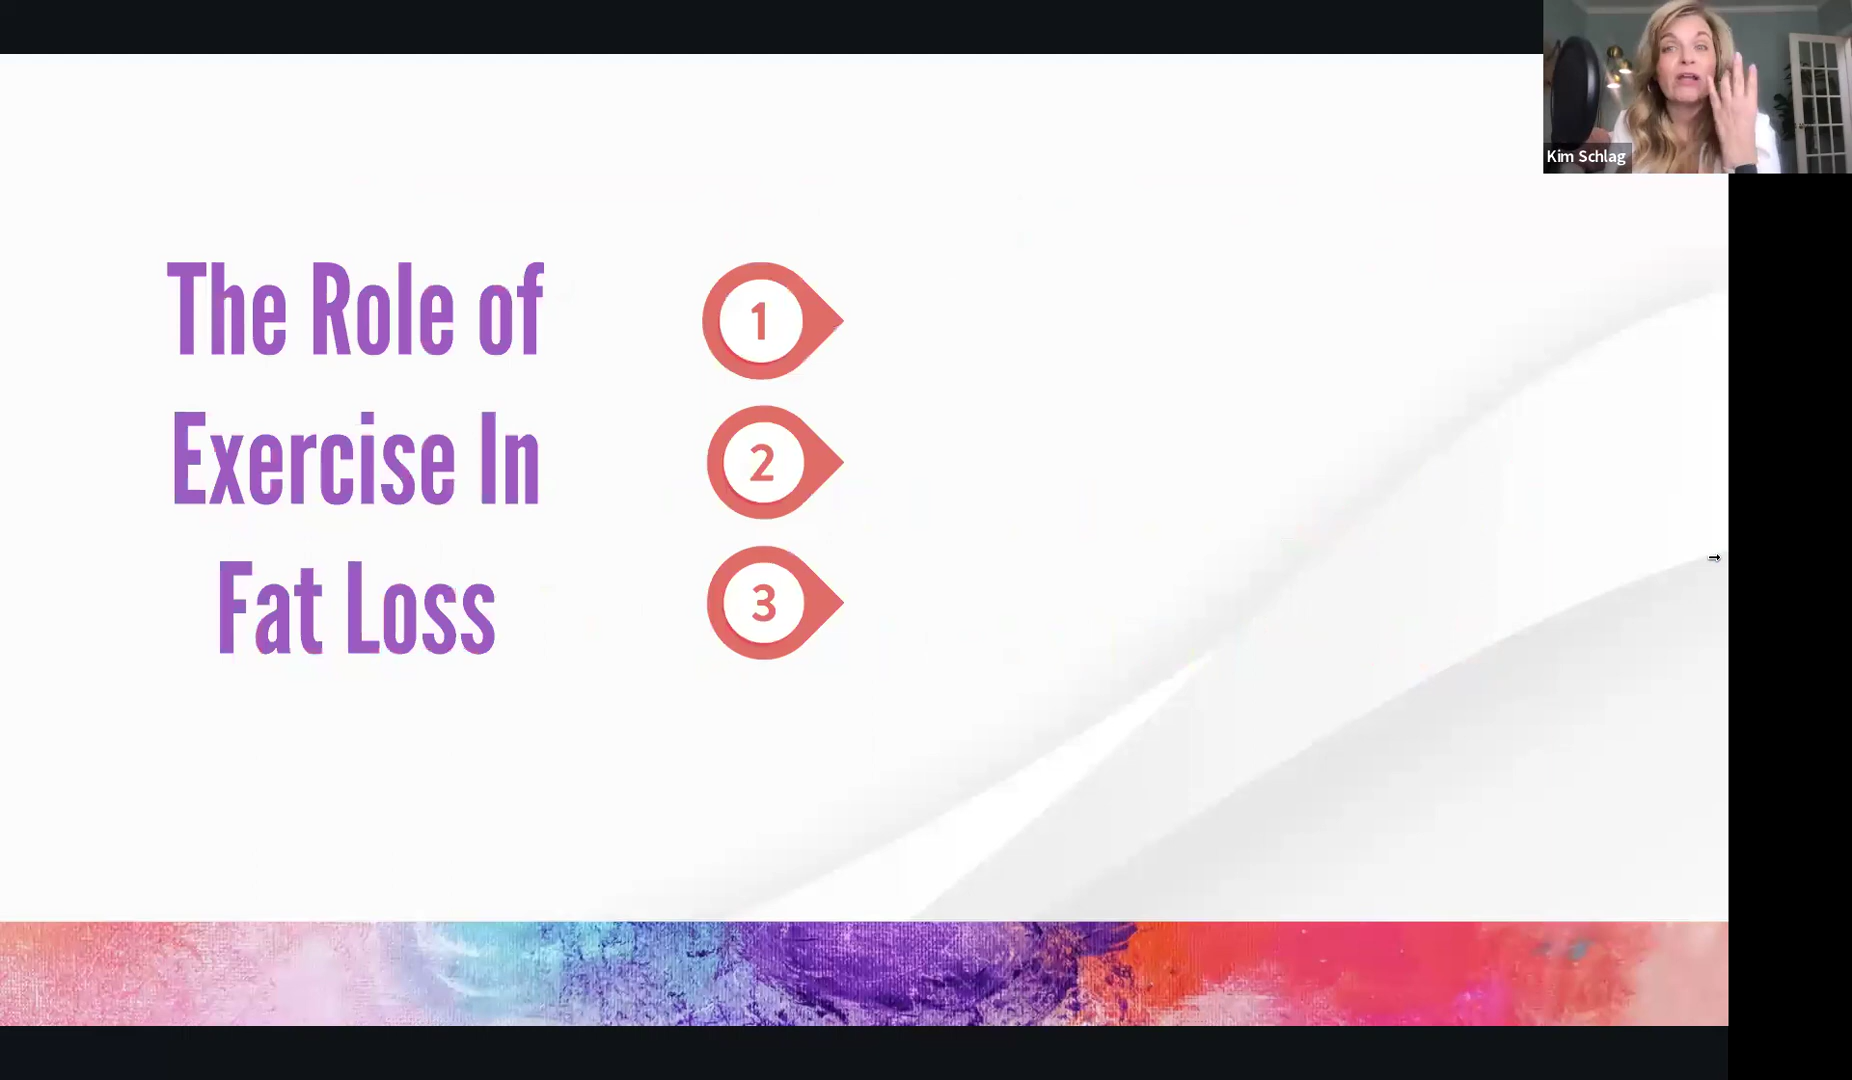 Kim Schlag
The Role of
Exercise In
Fat Loss
1
2
3